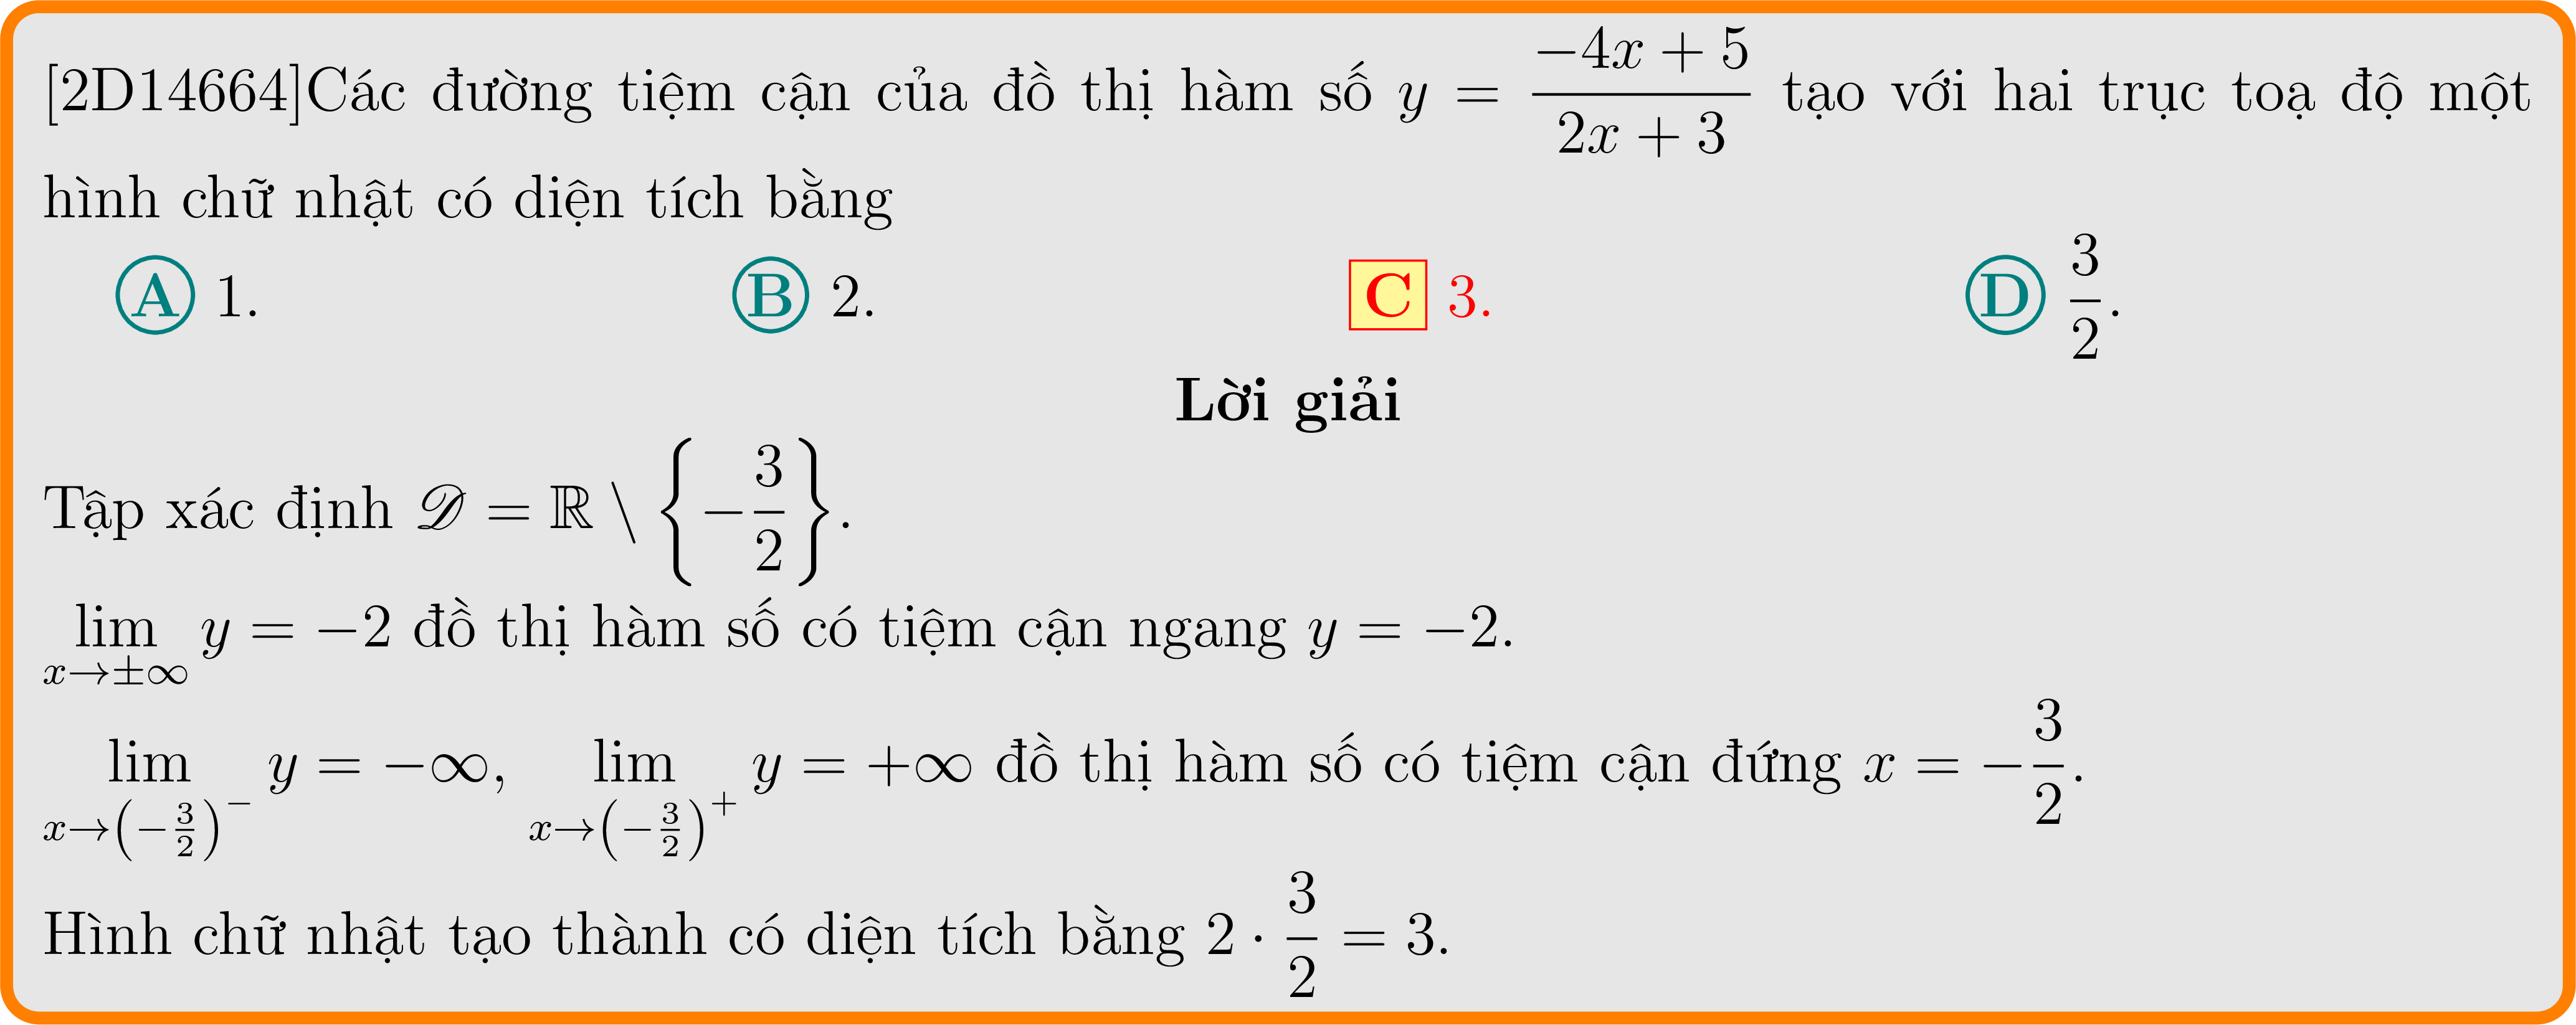 [2D14664]Các đường tiệm cận của đồ thị hàm số $y = \dfrac{-4x+5}{2x+3}$ tạo với hai trục toạ độ một
hình chữ nhật có diện tích bằng
A 1. B 2. C 3. D $\dfrac{3}{2}$.
Lời giải
Tập xác định $\mathscr{D} = \mathbb{R} \setminus \left\{-\dfrac{3}{2}\right\}$.
$\lim\limits_{x \to \pm\infty} y = -2$ đồ thị hàm số có tiệm cận ngang $y = -2$.
$\lim\limits_{x \to \left(-\frac{3}{2}\right)^-} y = -\infty$, $\lim\limits_{x \to \left(-\frac{3}{2}\right)^+} y = +\infty$ đồ thị hàm số có tiệm cận đứng $x = -\dfrac{3}{2}$.
Hình chữ nhật tạo thành có diện tích bằng $2 \cdot \dfrac{3}{2} = 3$.